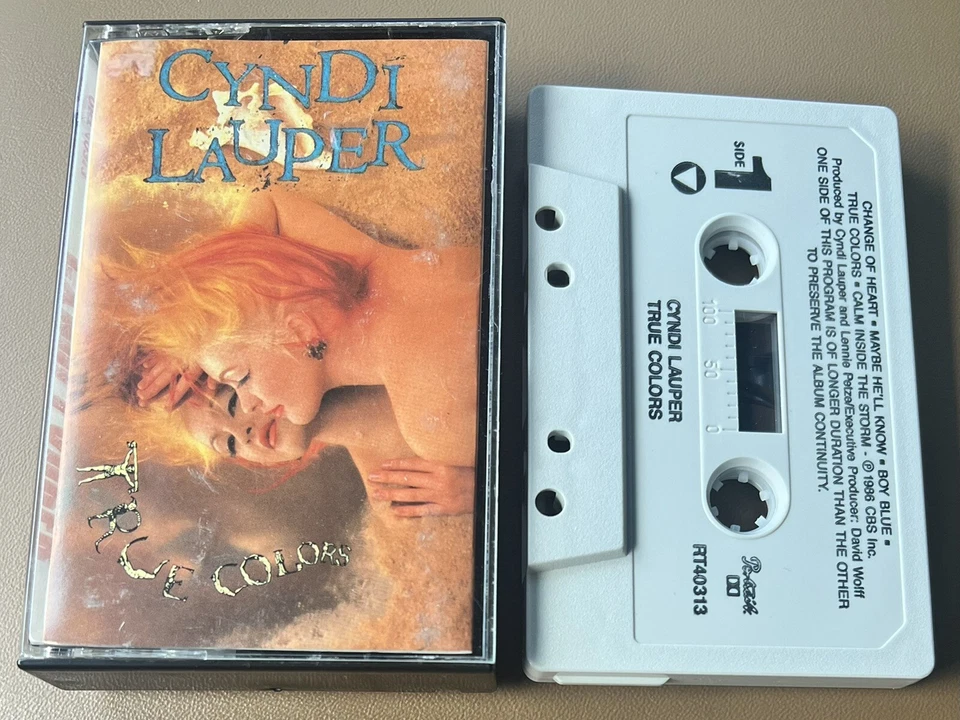 CYNDI
LAUPER
TRUE COLORS
SIDE 1
CHANGE OF HEART ▪ MAYBE HE'LL KNOW ▪ BOY BLUE ▪
TRUE COLORS ▪ CALM INSIDE THE STORM - ℗ 1986 CBS Inc.
Produced by Cyndi Lauper and Lennie Petze/Executive Producer: David Wolff
ONE SIDE OF THIS PROGRAM IS OF LONGER DURATION THAN THE OTHER
TO PRESERVE THE ALBUM CONTINUITY.
100 50 0
CYNDI LAUPER
TRUE COLORS
Portrait
RT40313